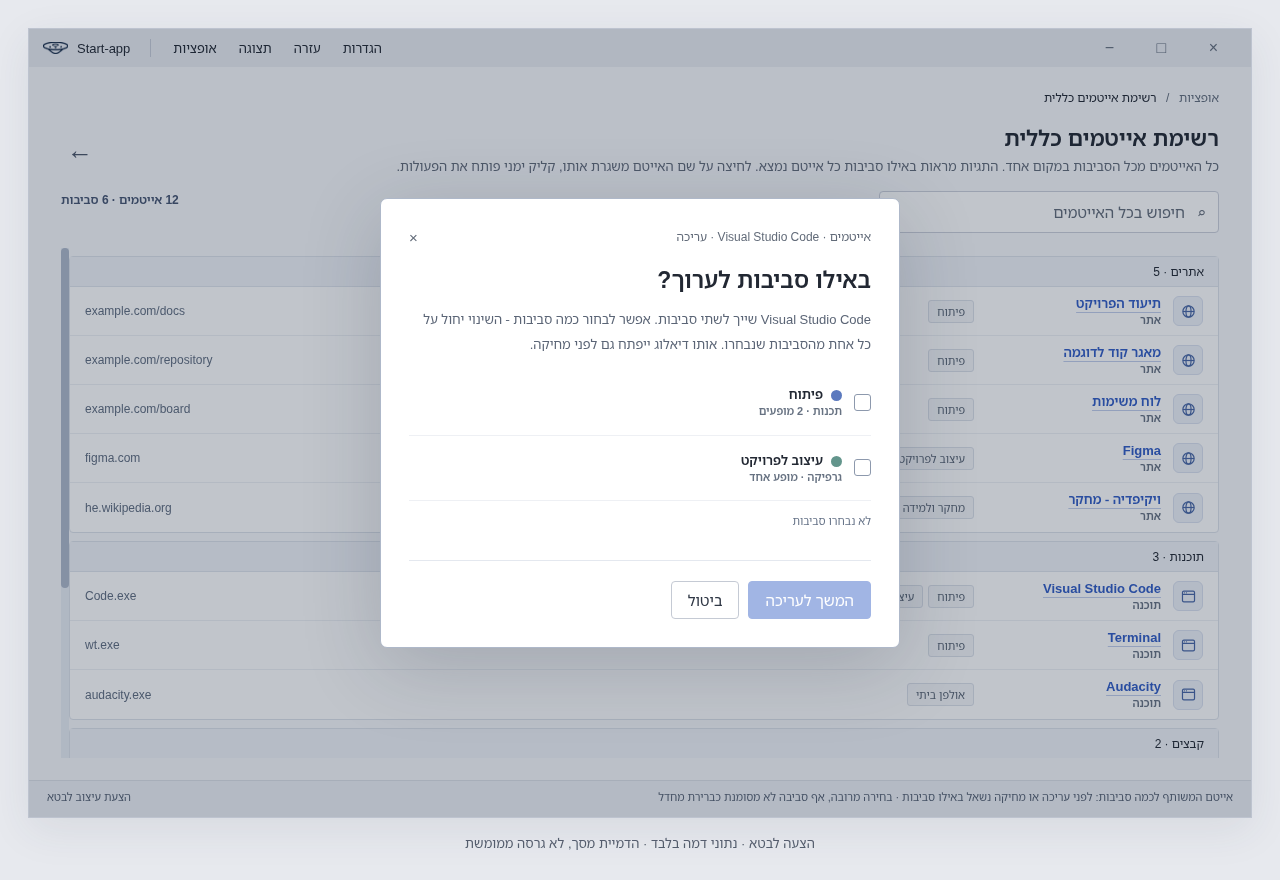 Start-app
אופציות תצוגה עזרה הגדרות
אופציות / רשימת אייטמים כללית
רשימת אייטמים כללית
כל האייטמים מכל הסביבות במקום אחד. התגיות מראות באילו סביבות כל אייטם נמצא. לחיצה על שם האייטם משגרת אותו, קליק ימני פותח את הפעולות.
חיפוש בכל האייטמים
12 אייטמים · 6 סביבות
אתרים · 5
תיעוד הפרויקט
אתר
פיתוח
example.com/docs
מאגר קוד לדוגמה
אתר
פיתוח
example.com/repository
לוח משימות
אתר
פיתוח
example.com/board
Figma
אתר
עיצוב לפרויקט
figma.com
ויקיפדיה - מחקר
אתר
מחקר ולמידה
he.wikipedia.org
תוכנות · 3
Visual Studio Code
תוכנה
פיתוח
Code.exe
Terminal
תוכנה
פיתוח
wt.exe
Audacity
תוכנה
אולפן ביתי
audacity.exe
קבצים · 2
אייטמים · Visual Studio Code · עריכה
באילו סביבות לערוך?
Visual Studio Code שייך לשתי סביבות. אפשר לבחור כמה סביבות - השינוי יחול על
כל אחת מהסביבות שנבחרו. אותו דיאלוג ייפתח גם לפני מחיקה.
פיתוח
תכנות · 2 מופעים
עיצוב לפרויקט
גרפיקה · מופע אחד
לא נבחרו סביבות
המשך לעריכה
ביטול
אייטם המשותף לכמה סביבות: לפני עריכה או מחיקה נשאל באילו סביבות · בחירה מרובה, אף סביבה לא מסומנת כברירת מחדל
הצעת עיצוב לבטא
הצעה לבטא · נתוני דמה בלבד · הדמיית מסך, לא גרסה ממומשת